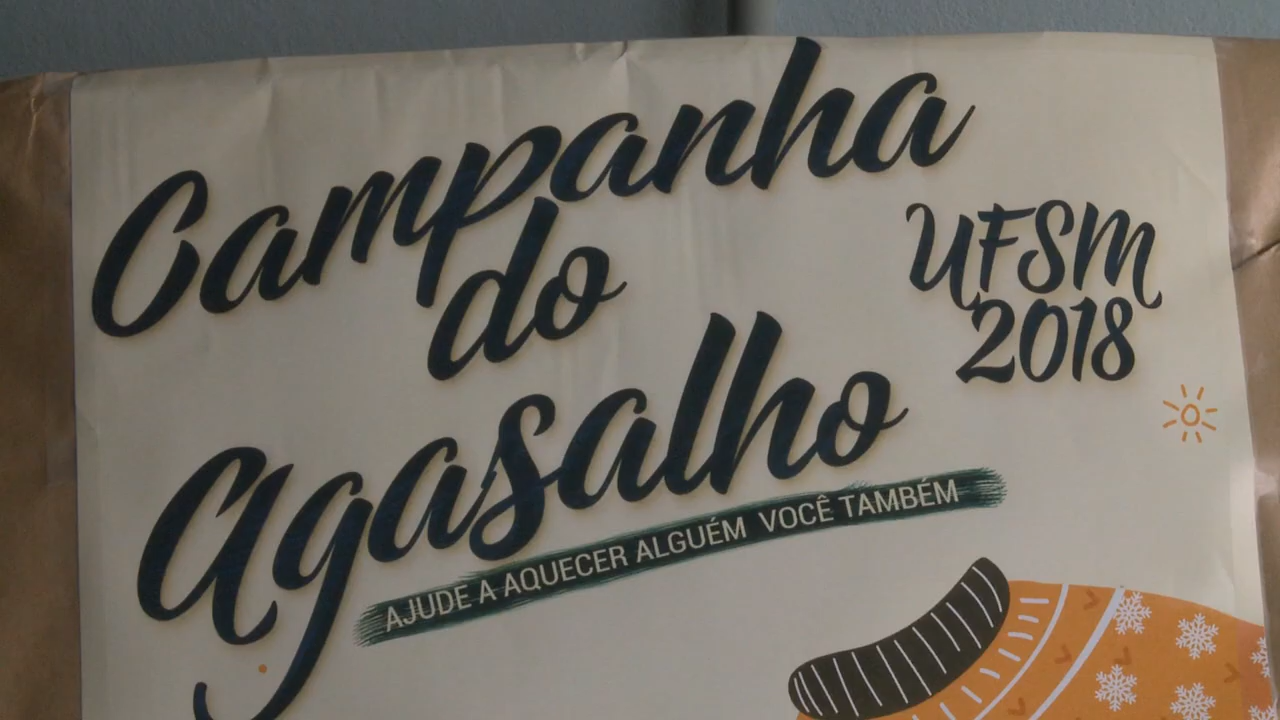 Campanha
do
Agasalho
UFSM
2018
AJUDE A AQUECER ALGUÉM VOCÊ TAMBÉM